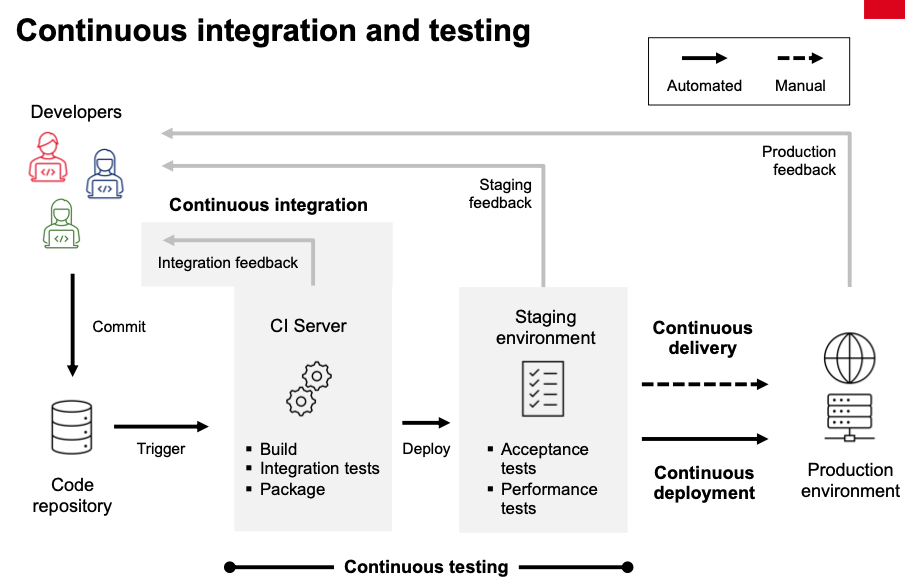 Continuous integration and testing
Automated
Manual
Developers
Production
feedback
Staging
feedback
Continuous integration
Integration feedback
Commit
CI Server
Staging
environment
Continuous
delivery
Trigger
Build
Integration tests
Package
Deploy
Acceptance
tests
Performance
tests
Continuous
deployment
Code
repository
Production
environment
Continuous testing